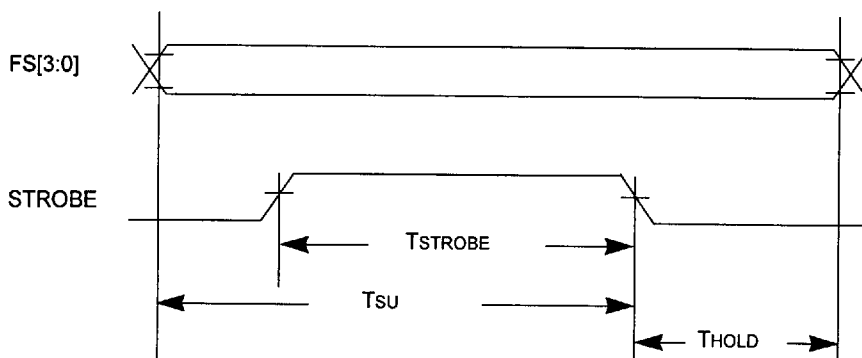 FS[3:0]
STROBE
TSTROBE
TSU
THOLD